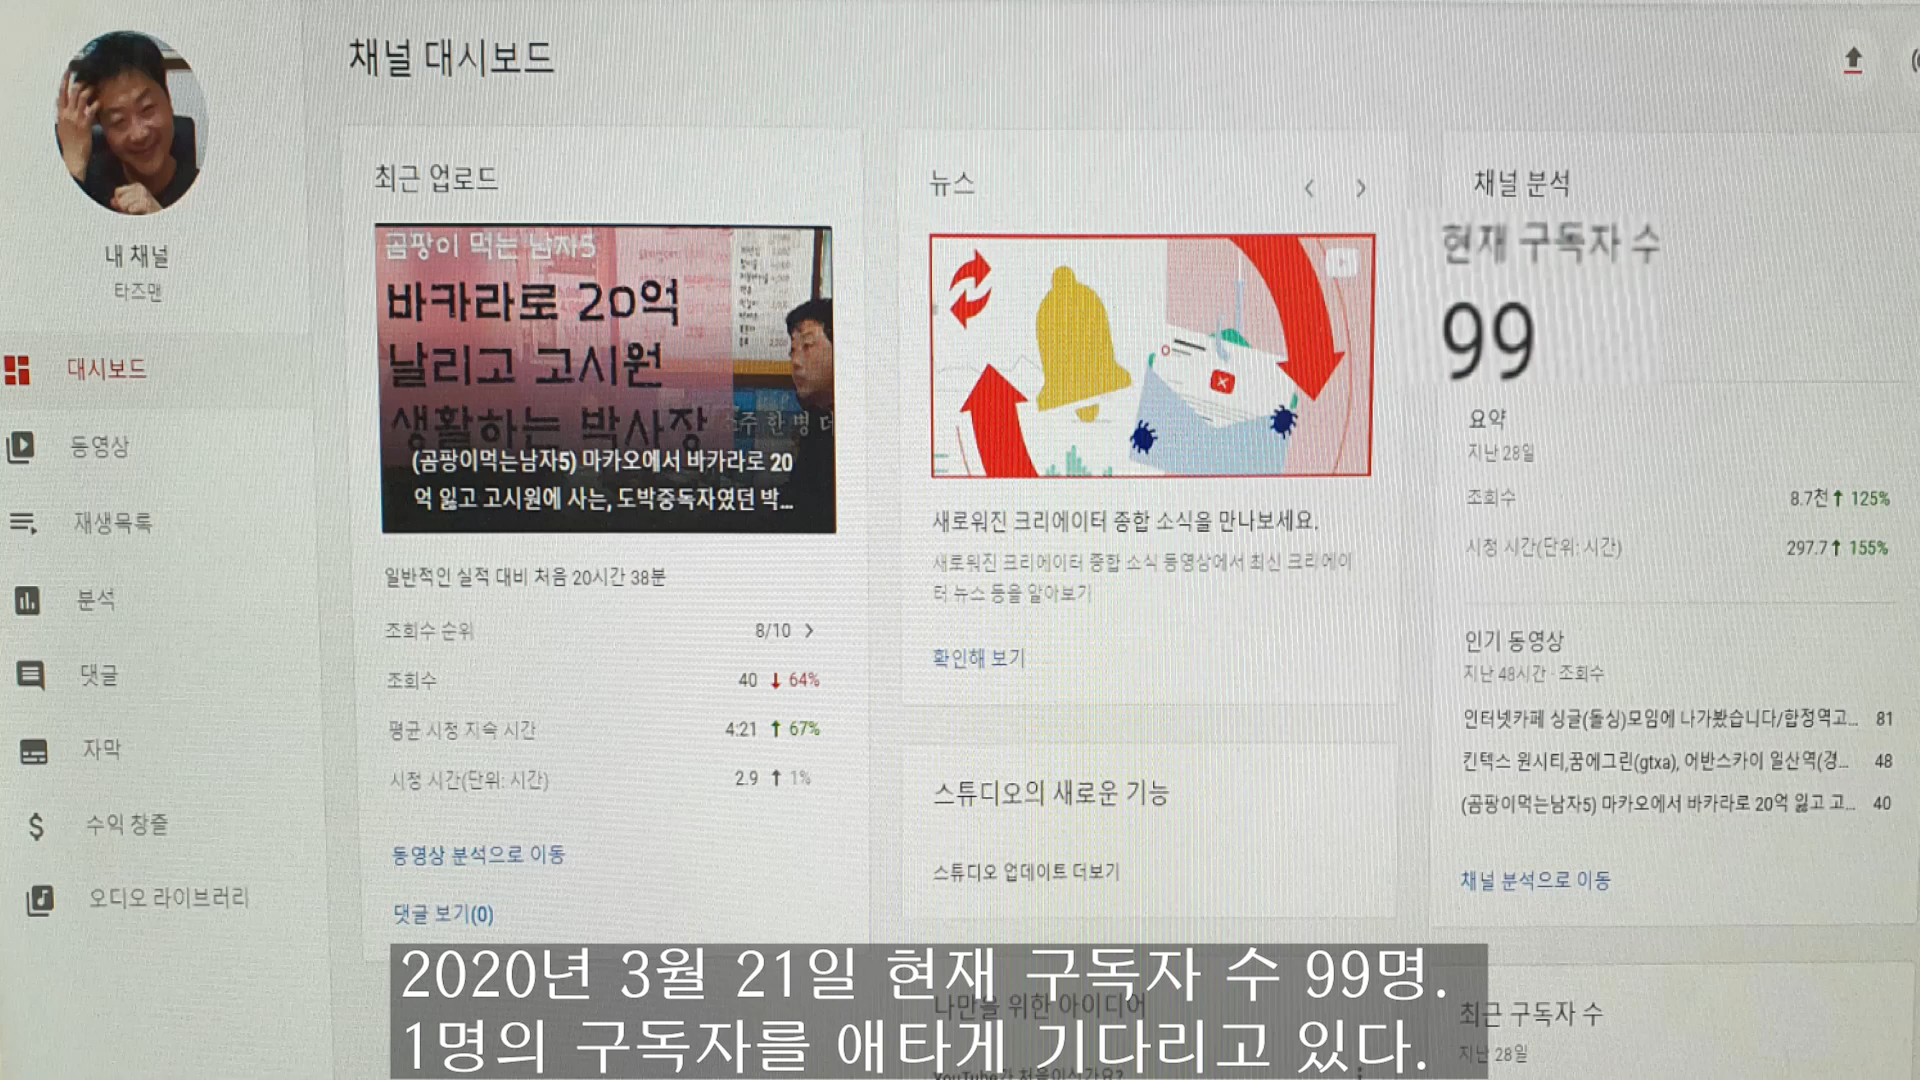 채널 대시보드
내 채널
타즈맨
대시보드
동영상
재생목록
분석
댓글
자막
수익 창출
오디오 라이브러리
최근 업로드
곰팡이 먹는 남자5
바카라로 20억
날리고 고시원
생활하는 박사장
(곰팡이먹는남자5) 마카오에서 바카라로 20
억 잃고 고시원에 사는, 도박중독자였던 박...
일반적인 실적 대비 처음 20시간 38분
조회수 순위 8/10
조회수 40 64%
평균 시청 지속 시간 4:21 67%
시청 시간(단위: 시간) 2.9 1%
동영상 분석으로 이동
댓글 보기(0)
뉴스
새로워진 크리에이터 종합 소식을 만나보세요.
새로워진 크리에이터 종합 소식 동영상에서 최신 크리에이
터 뉴스 등을 알아보기
확인해 보기
스튜디오의 새로운 기능
스튜디오 업데이트 더보기
나만을 위한 아이디어
채널 분석
현재 구독자 수
99
요약
지난 28일
조회수 8.7천 125%
시청 시간(단위: 시간) 297.7 155%
인기 동영상
지난 48시간 · 조회수
인터넷카페 싱글(돌싱)모임에 나가봤습니다/합정역고... 81
킨텍스 원시티,꿈에그린(gtxa), 어반스카이 일산역(경... 48
(곰팡이먹는남자5) 마카오에서 바카라로 20억 잃고 고... 40
채널 분석으로 이동
최근 구독자 수
지난 28일
2020년 3월 21일 현재 구독자 수 99명.
1명의 구독자를 애타게 기다리고 있다.